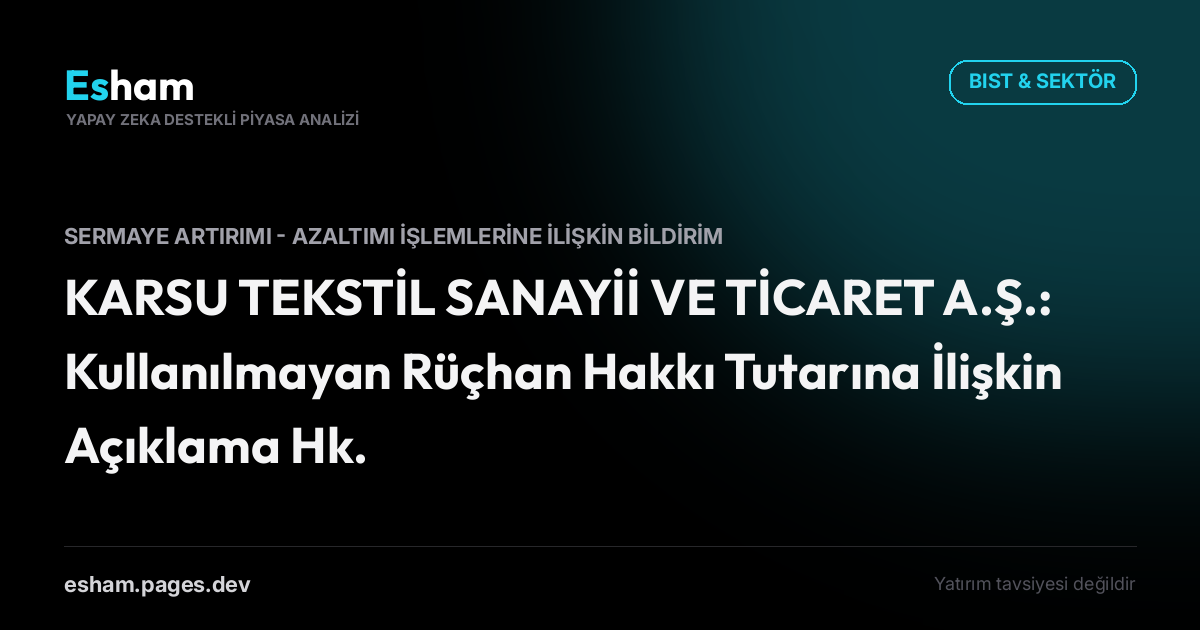 Esham
BIST & SEKTÖR
YAPAY ZEKA DESTEKLİ PİYASA ANALİZİ
SERMAYE ARTIRIMI - AZALTIMI İŞLEMLERİNE İLİŞKİN BİLDİRİM
KARSU TEKSTİL SANAYİİ VE TİCARET A.Ş.:
Kullanılmayan Rüçhan Hakkı Tutarına İlişkin
Açıklama Hk.
esham.pages.dev
Yatırım tavsiyesi değildir